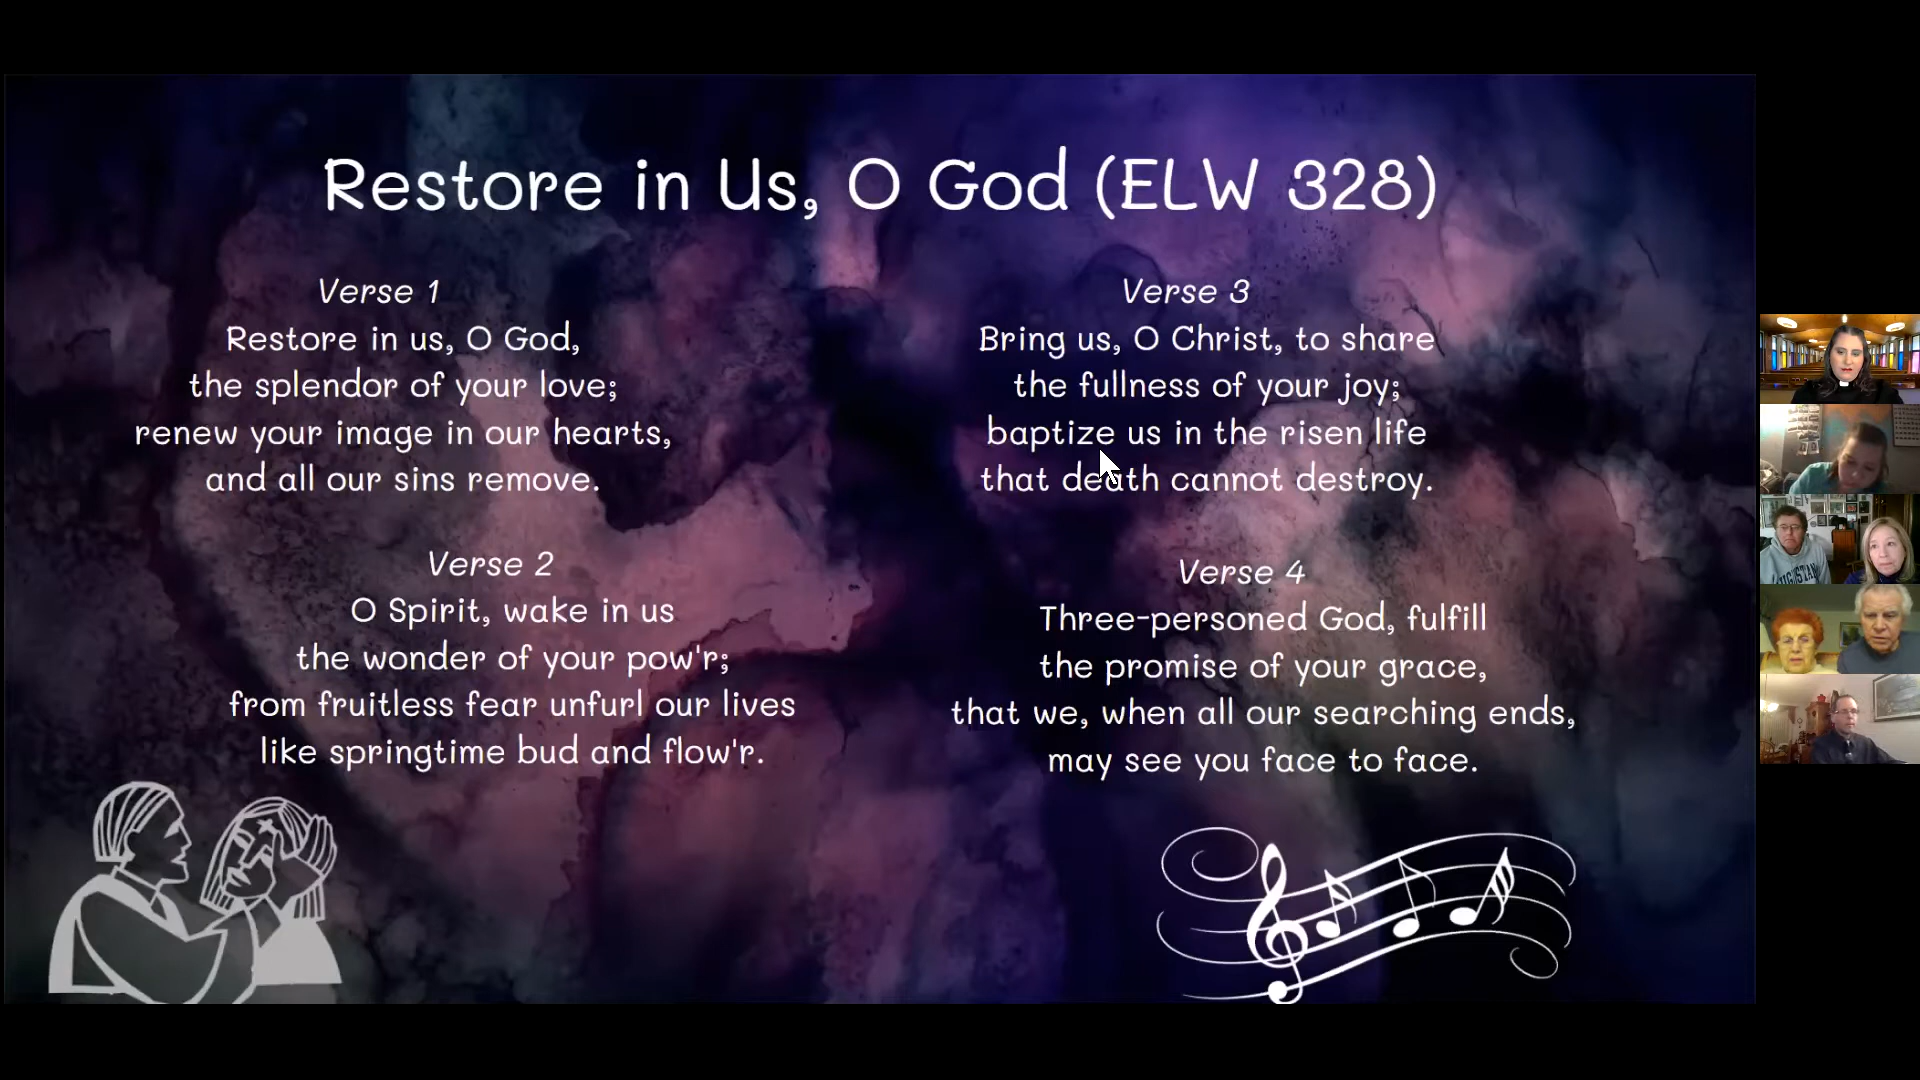 Restore in Us, O God (ELW 328)
Verse 1
Restore in us, O God,
the splendor of your love;
renew your image in our hearts,
and all our sins remove.
Verse 2
O Spirit, wake in us
the wonder of your pow'r;
from fruitless fear unfurl our lives
like springtime bud and flow'r.
Verse 3
Bring us, O Christ, to share
the fullness of your joy;
baptize us in the risen life
that death cannot destroy.
Verse 4
Three-personed God, fulfill
the promise of your grace,
that we, when all our searching ends,
may see you face to face.